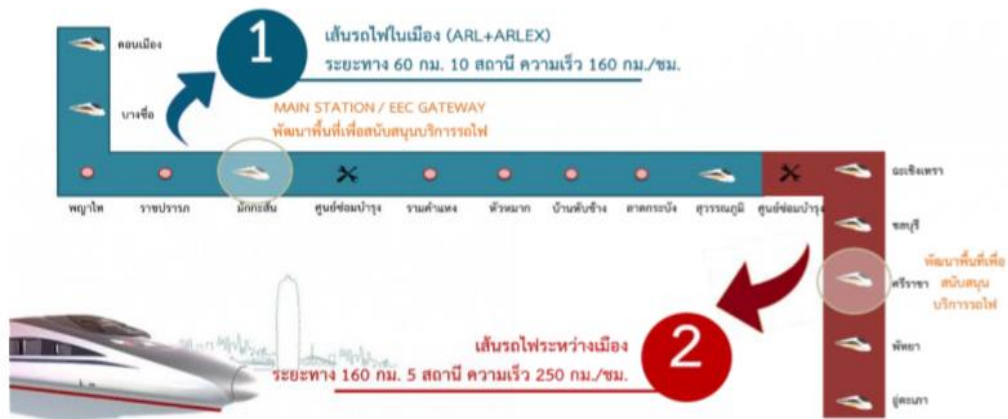 1
เส้นรถไฟในเมือง (ARL+ARLEX)
ระยะทาง 60 กม. 10 สถานี ความเร็ว 160 กม./ชม.
ดอนเมือง
บางซื่อ
MAIN STATION / EEC GATEWAY
พัฒนาพื้นที่เพื่อสนับสนุนบริการรถไฟ
พญาไท
ราชปรารภ
มักกะสัน
ศูนย์ซ่อมบำรุง
รามคำแหง
หัวหมาก
บ้านทับช้าง
ลาดกระบัง
สุวรรณภูมิ
ศูนย์ซ่อมบำรุง
ฉะเชิงเทรา
ชลบุรี
ศรีราชา
พัฒนาพื้นที่เพื่อ
สนับสนุน
บริการรถไฟ
พัทยา
อู่ตะเภา
2
เส้นรถไฟระหว่างเมือง
ระยะทาง 160 กม. 5 สถานี ความเร็ว 250 กม./ชม.